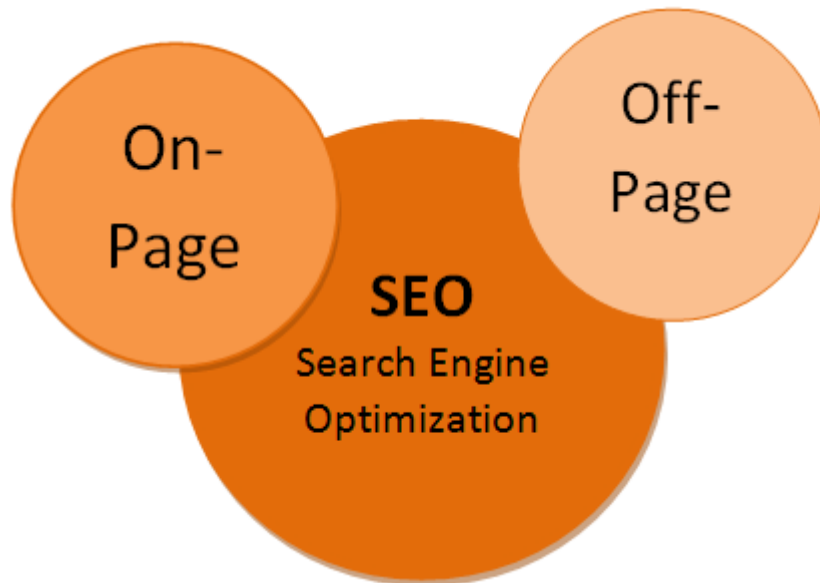 On-
Page
Off-
Page
SEO
Search Engine
Optimization